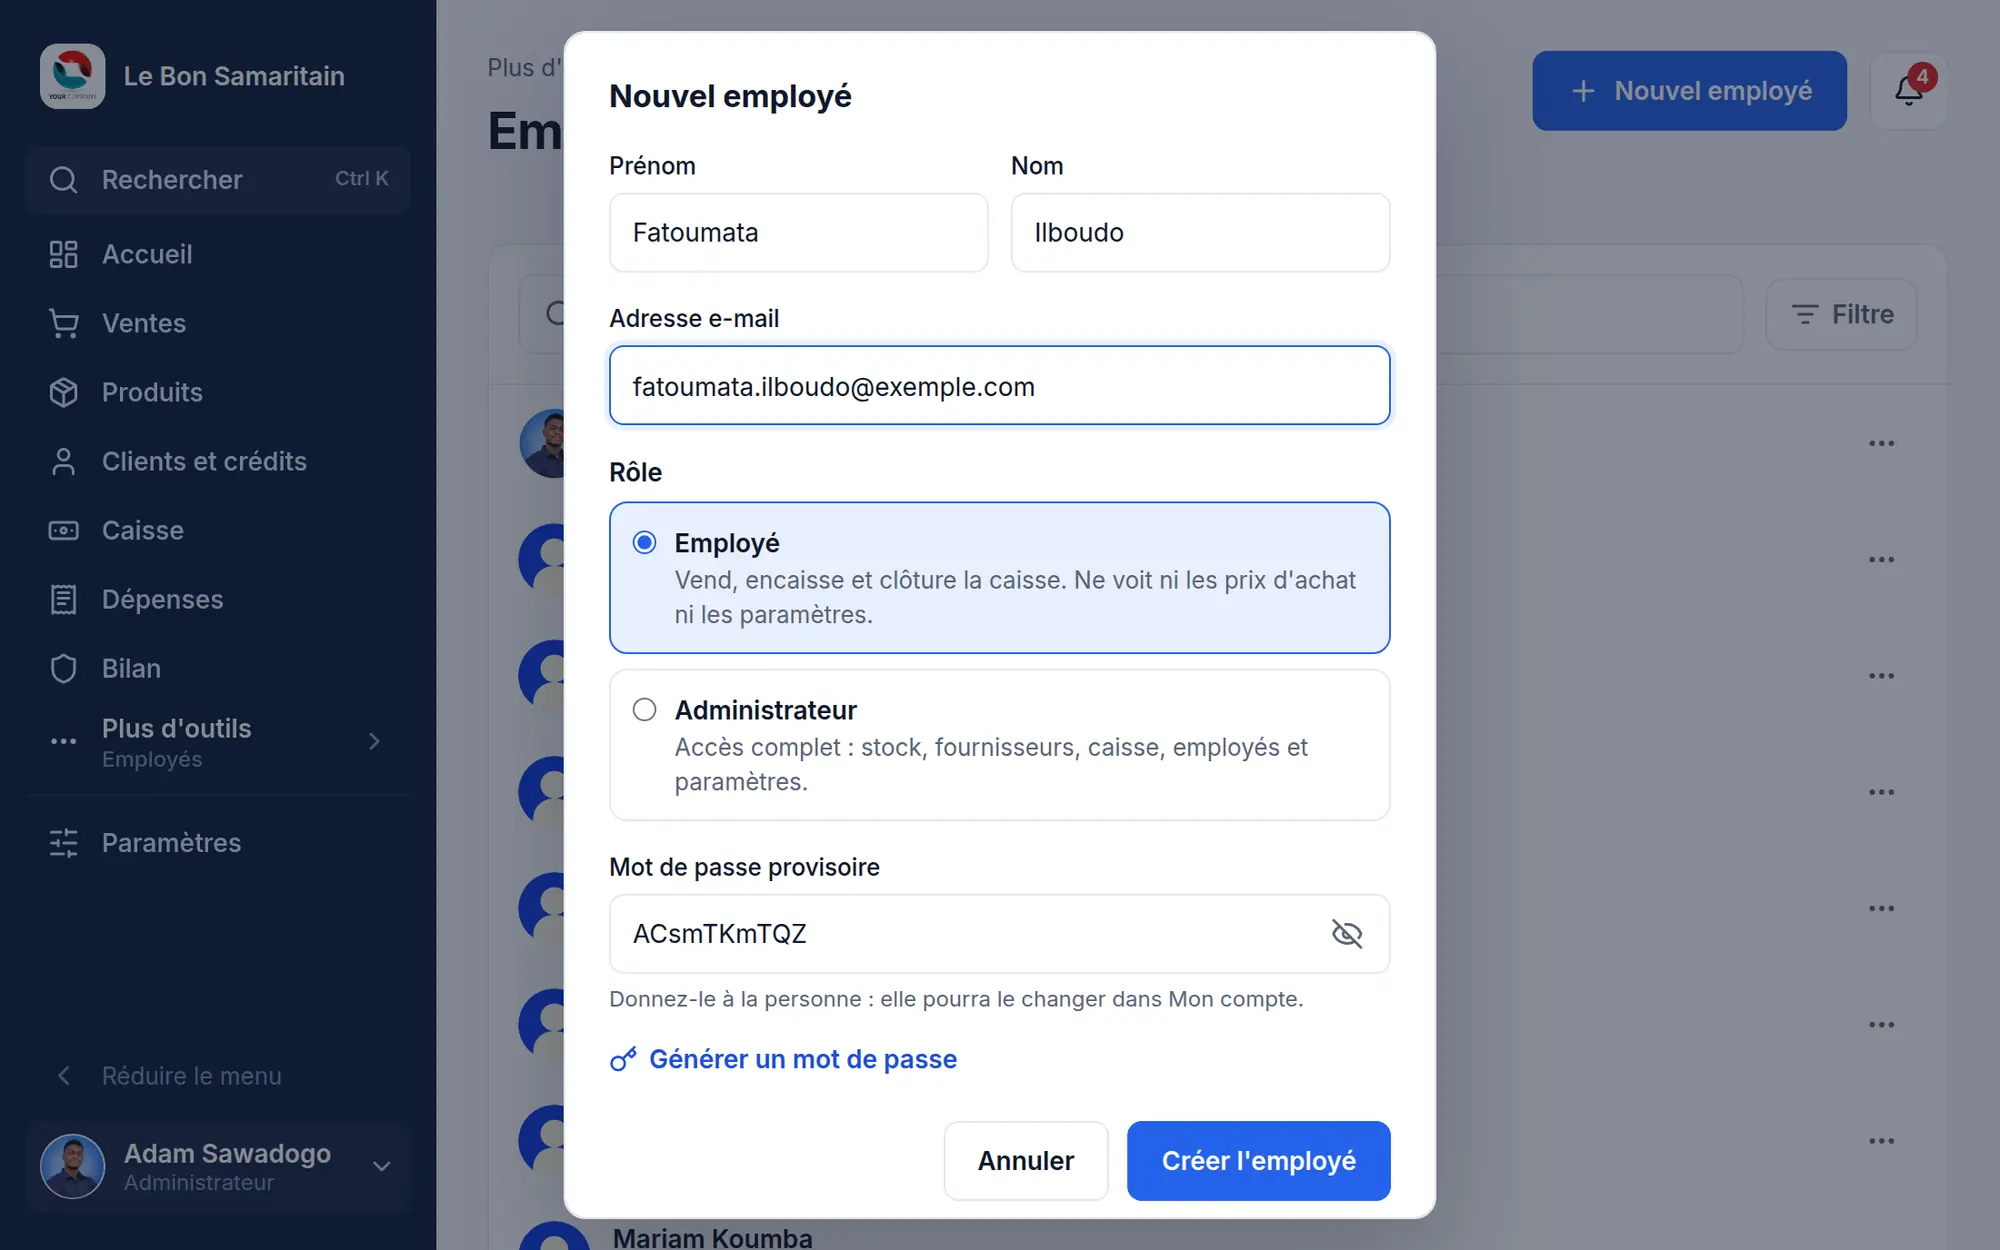 Le Bon Samaritain
Rechercher
Ctrl K
Accueil
Ventes
Produits
Clients et crédits
Caisse
Dépenses
Bilan
Plus d'outils
Employés
Paramètres
Réduire le menu
Adam Sawadogo
Administrateur
Plus d'
Em
Nouvel employé
4
Filtre
Nouvel employé
Prénom
Nom
Fatoumata
Ilboudo
Adresse e-mail
fatoumata.ilboudo@exemple.com
Rôle
Employé
Vend, encaisse et clôture la caisse. Ne voit ni les prix d'achat
ni les paramètres.
Administrateur
Accès complet : stock, fournisseurs, caisse, employés et
paramètres.
Mot de passe provisoire
ACsmTKmTQZ
Donnez-le à la personne : elle pourra le changer dans Mon compte.
Générer un mot de passe
Annuler
Créer l'employé
Mariam Koumba